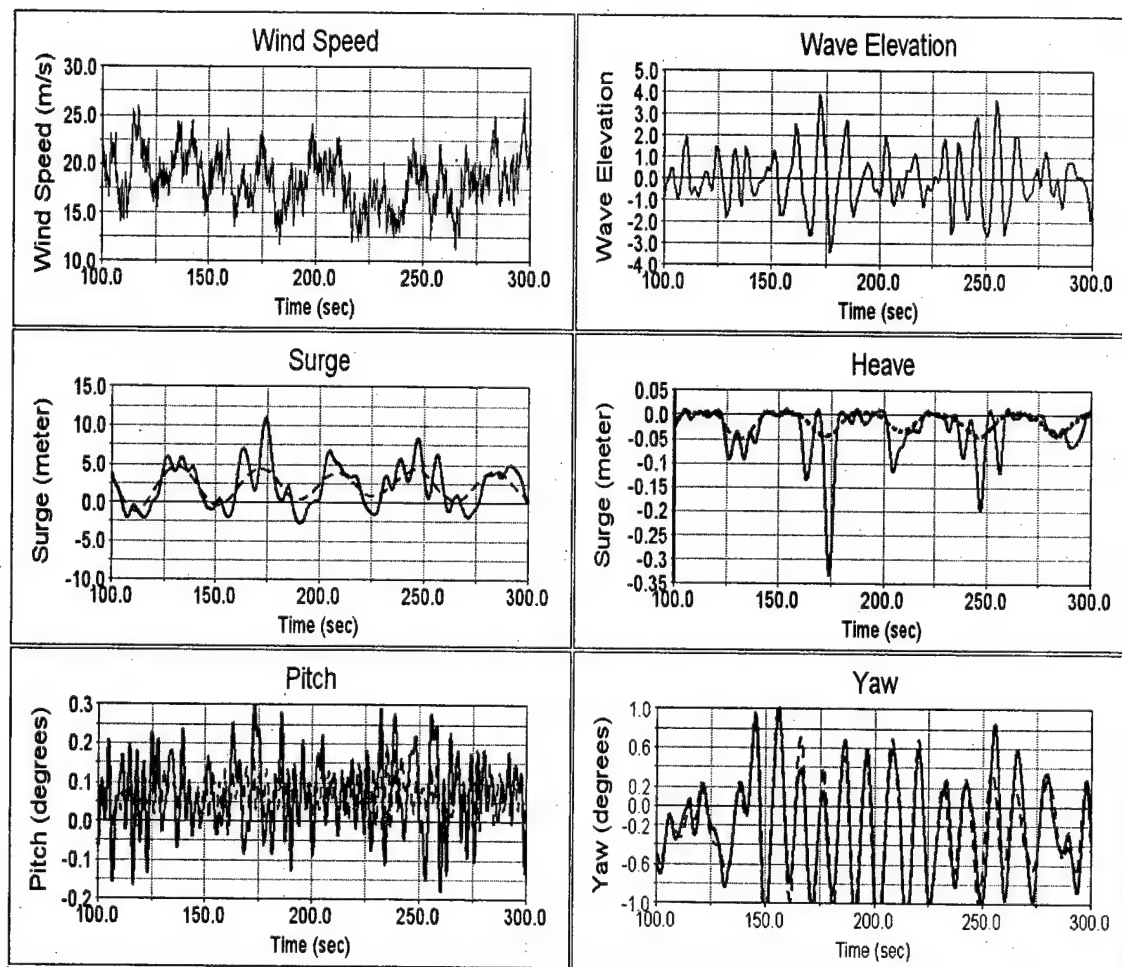 Wind Speed
Wind Speed (m/s)
30.0
25.0
20.0
15.0
10.0
100.0 150.0 200.0 250.0 300.0
Time (sec)
Wave Elevation
Wave Elevation
5.0
4.0
3.0
2.0
1.0
0.0
-1.0
-2.0
-3.0
-4.0
100.0 150.0 200.0 250.0 300.0
Time (sec)
Surge
Surge (meter)
15.0
10.0
5.0
0.0
-5.0
-10.0
100.0 150.0 200.0 250.0 300.0
Time (sec)
Heave
Surge (meter)
0.05
0.0
-0.05
-0.1
-0.15
-0.2
-0.25
-0.3
-0.35
100.0 150.0 200.0 250.0 300.0
Time (sec)
Pitch
Pitch (degrees)
0.3
0.2
0.1
0.0
-0.1
-0.2
100.0 150.0 200.0 250.0 300.0
Time (sec)
Yaw
Yaw (degrees)
1.0
0.6
0.2
0.0
-0.2
-0.6
-1.0
100.0 150.0 200.0 250.0 300.0
Time (sec)